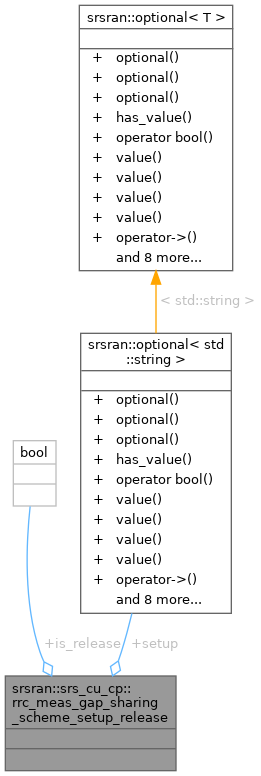 srsran::optional< T >
+ optional()
+ optional()
+ optional()
+ has_value()
+ operator bool()
+ value()
+ value()
+ value()
+ value()
+ operator->()
and 8 more...
< std::string >
srsran::optional< std
::string >
+ optional()
+ optional()
+ optional()
+ has_value()
+ operator bool()
+ value()
+ value()
+ value()
+ value()
+ operator->()
and 8 more...
bool
+is_release
+setup
srsran::srs_cu_cp::
rrc_meas_gap_sharing
_scheme_setup_release